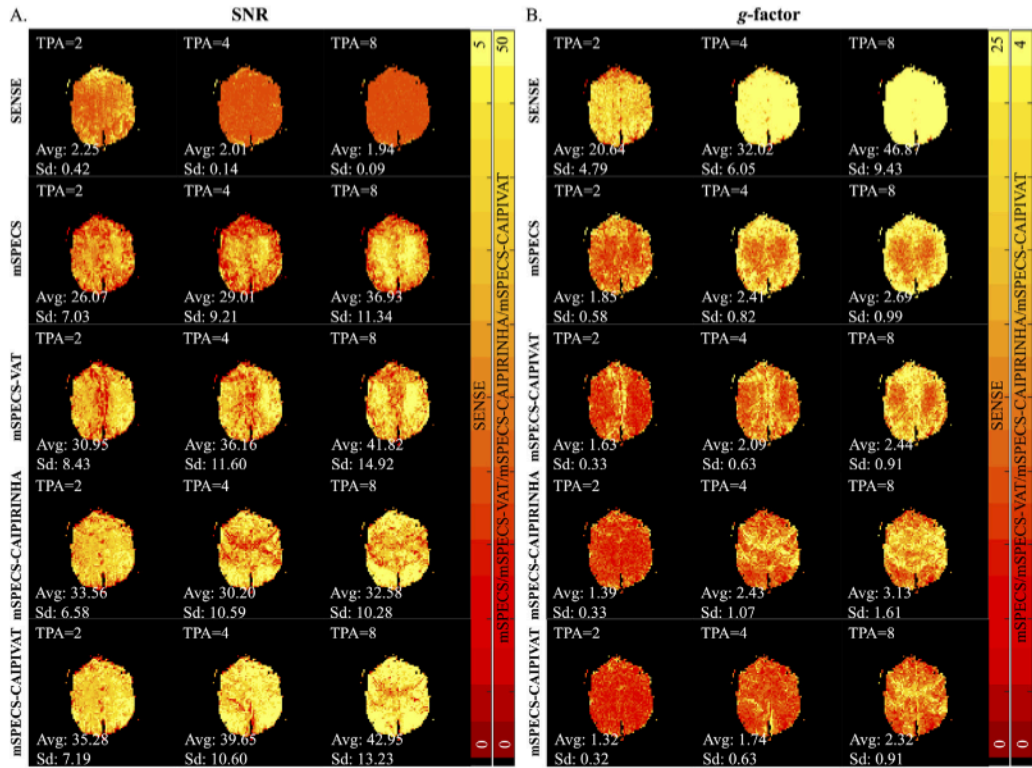 A.
SNR
TPA=2
TPA=4
TPA=8
SENSE
Avg: 2.25
Sd: 0.42
Avg: 2.01
Sd: 0.14
Avg: 1.94
Sd: 0.09
mSPECS
TPA=2
TPA=4
TPA=8
Avg: 26.07
Sd: 7.03
Avg: 29.01
Sd: 9.21
Avg: 36.93
Sd: 11.34
mSPECS-VAT
TPA=2
TPA=4
TPA=8
Avg: 30.95
Sd: 8.43
Avg: 36.16
Sd: 11.60
Avg: 41.82
Sd: 14.92
mSPECS-CAIPIRINHA
TPA=2
TPA=4
TPA=8
Avg: 33.56
Sd: 6.58
Avg: 30.20
Sd: 10.59
Avg: 32.58
Sd: 10.28
mSPECS-CAIPIVAT
TPA=2
TPA=4
TPA=8
Avg: 35.28
Sd: 7.19
Avg: 39.65
Sd: 10.60
Avg: 42.95
Sd: 13.23
0 SENSE 5
0 mSPECS/mSPECS-VAT/mSPECS-CAIPIRINHA/mSPECS-CAIPIVAT 50
B.
g-factor
TPA=2
TPA=4
TPA=8
SENSE
Avg: 20.64
Sd: 4.79
Avg: 32.02
Sd: 6.05
Avg: 46.87
Sd: 9.43
mSPECS
TPA=2
TPA=4
TPA=8
Avg: 1.85
Sd: 0.58
Avg: 2.41
Sd: 0.82
Avg: 2.69
Sd: 0.99
mSPECS-CAIPIVAT
TPA=2
TPA=4
TPA=8
Avg: 1.63
Sd: 0.33
Avg: 2.09
Sd: 0.63
Avg: 2.44
Sd: 0.91
mSPECS-CAIPIRINHA
TPA=2
TPA=4
TPA=8
Avg: 1.39
Sd: 0.33
Avg: 2.43
Sd: 1.07
Avg: 3.13
Sd: 1.61
mSPECS-CAIPIVAT
TPA=2
TPA=4
TPA=8
Avg: 1.32
Sd: 0.32
Avg: 1.74
Sd: 0.63
Avg: 2.32
Sd: 0.91
0 SENSE 25
0 mSPECS/mSPECS-VAT/mSPECS-CAIPIRINHA/mSPECS-CAIPIVAT 4